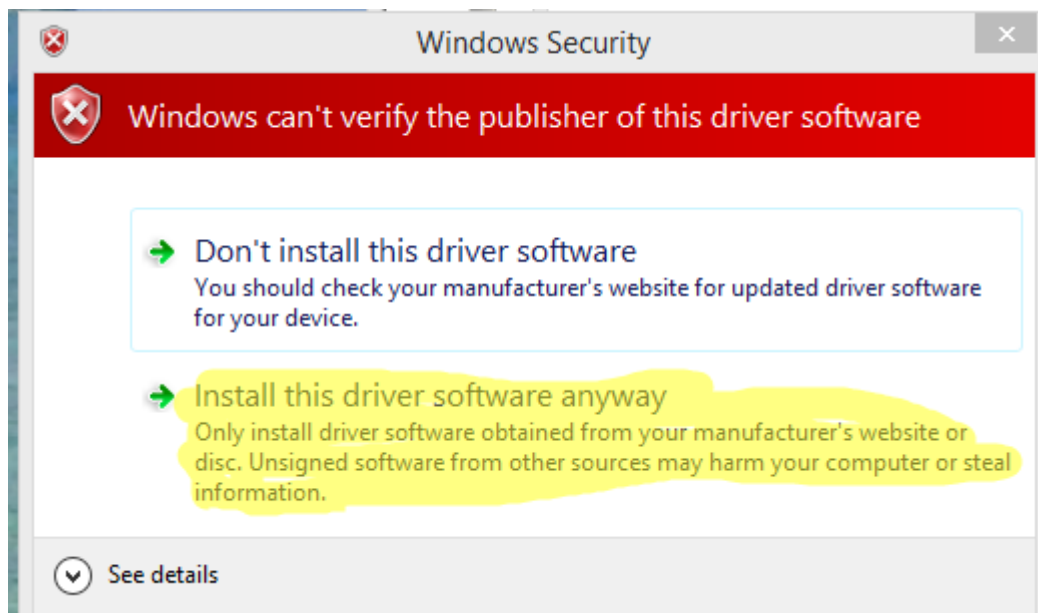 Windows Security
Windows can't verify the publisher of this driver software
Don't install this driver software
You should check your manufacturer's website for updated driver software
for your device.
Install this driver software anyway
Only install driver software obtained from your manufacturer's website or
disc. Unsigned software from other sources may harm your computer or steal
information.
See details